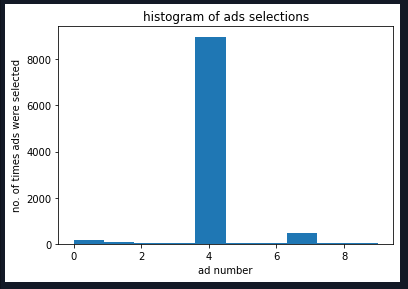 histogram of ads selections
no. of times ads were selected
8000
6000
4000
2000
0
0 2 4 6 8
ad number